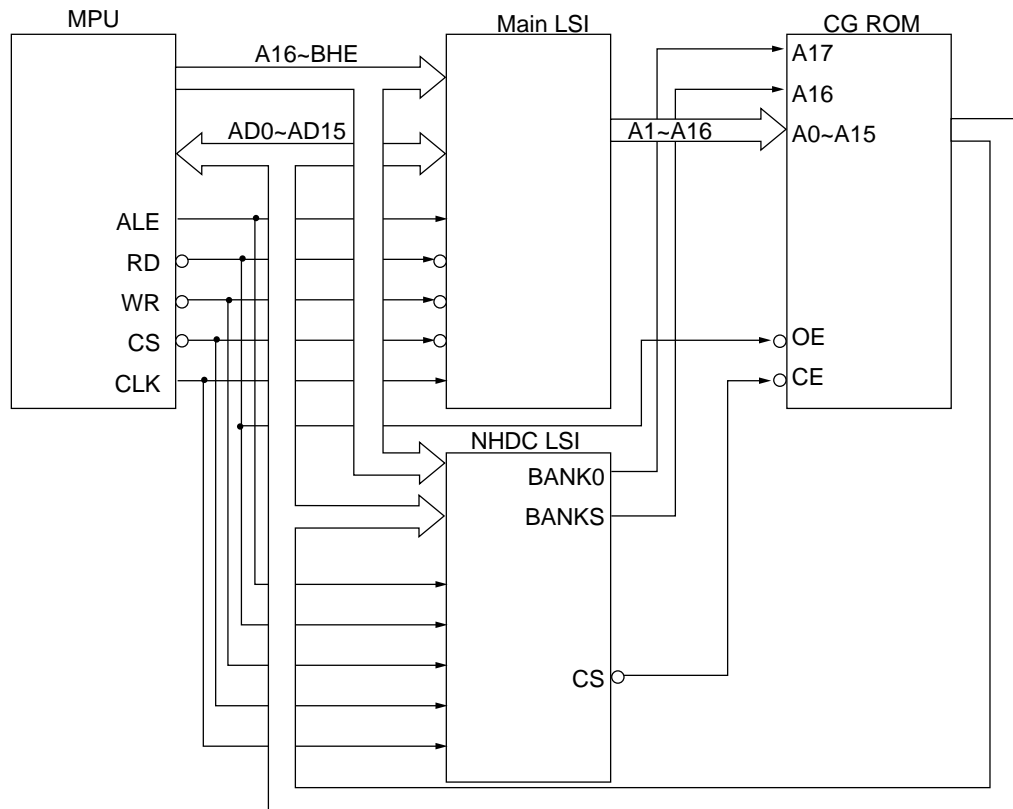 MPU
Main LSI
CG ROM
A16~BHE
A17
A16
AD0~AD15
A1~A16
A0~A15
ALE
RD
WR
CS
CLK
OE
CE
NHDC LSI
BANK0
BANKS
CS